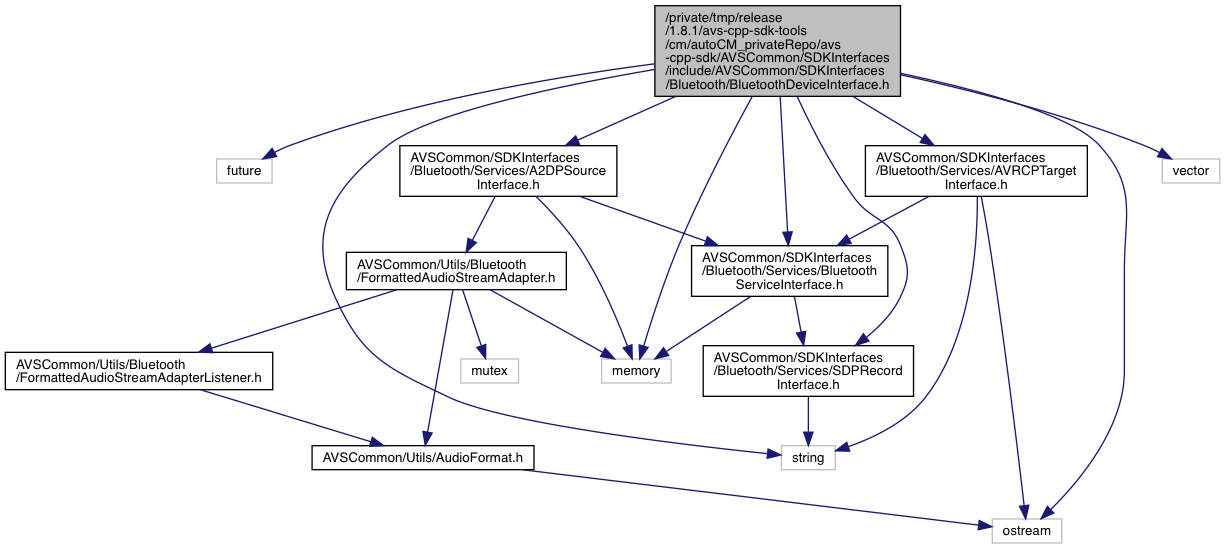 /private/tmp/release
/1.8.1/avs-cpp-sdk-tools
/cm/autoCM_privateRepo/avs
-cpp-sdk/AVSCommon/SDKInterfaces
/include/AVSCommon/SDKInterfaces
/Bluetooth/BluetoothDeviceInterface.h
future
AVSCommon/SDKInterfaces
/Bluetooth/Services/A2DPSource
Interface.h
AVSCommon/SDKInterfaces
/Bluetooth/Services/AVRCPTarget
Interface.h
vector
AVSCommon/Utils/Bluetooth
/FormattedAudioStreamAdapter.h
AVSCommon/SDKInterfaces
/Bluetooth/Services/Bluetooth
ServiceInterface.h
AVSCommon/Utils/Bluetooth
/FormattedAudioStreamAdapterListener.h
mutex
memory
AVSCommon/SDKInterfaces
/Bluetooth/Services/SDPRecord
Interface.h
AVSCommon/Utils/AudioFormat.h
string
ostream